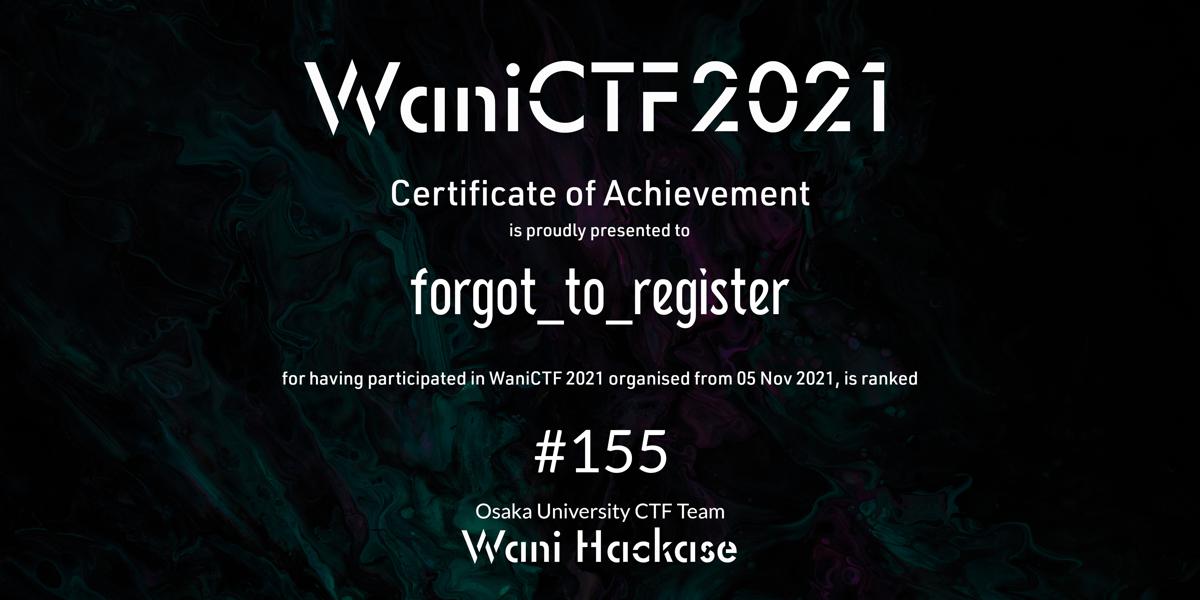 WaniCTF2021
Certificate of Achievement
is proudly presented to
forgot_to_register
for having participated in WaniCTF 2021 organised from 05 Nov 2021, is ranked
#155
Osaka University CTF Team
Wani Hackase